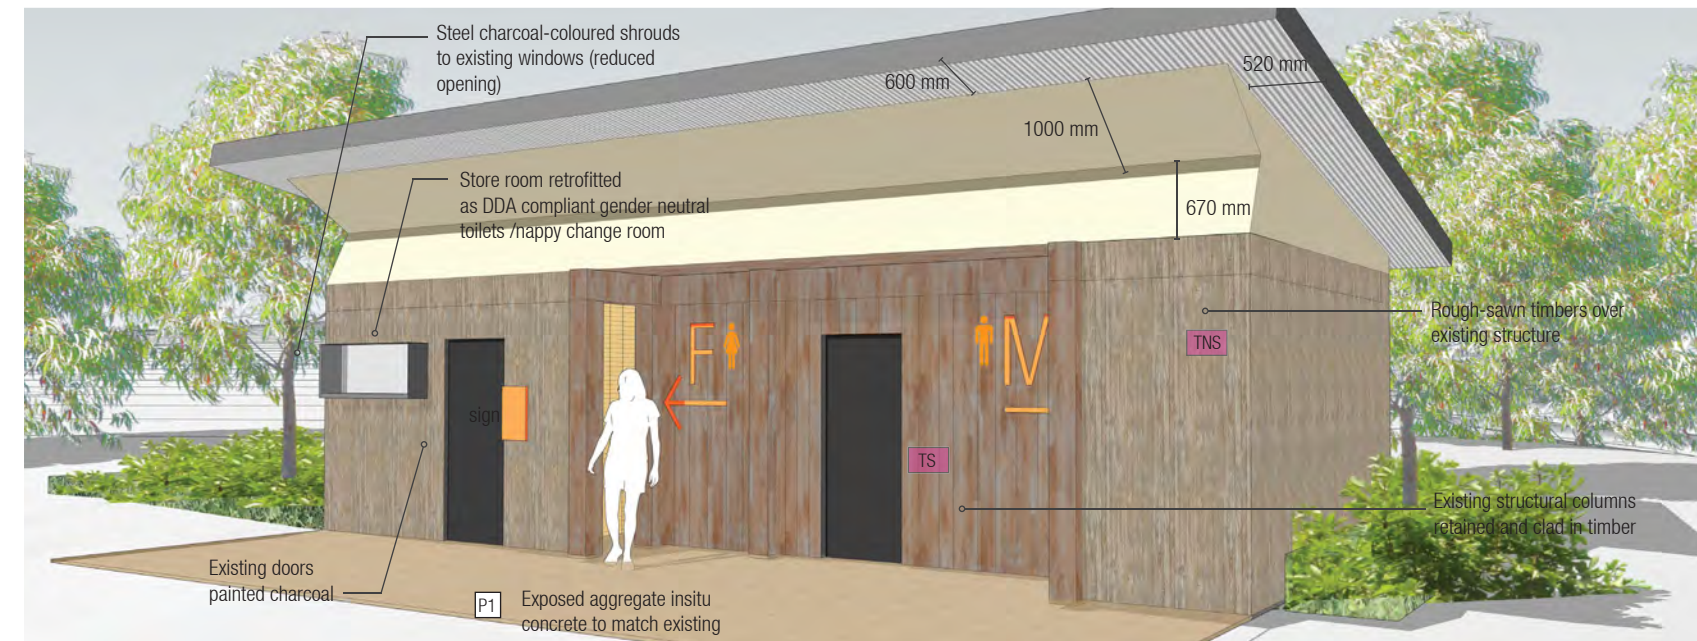 Steel charcoal-coloured shrouds
to existing windows (reduced
opening)
600 mm
520 mm
1000 mm
Store room retrofitted
as DDA compliant gender neutral
toilets /nappy change room
670 mm
Rough-sawn timbers over
existing structure
TNS
F
M
sign
TS
Existing structural columns
retained and clad in timber
Existing doors
painted charcoal
P1
Exposed aggregate insitu
concrete to match existing